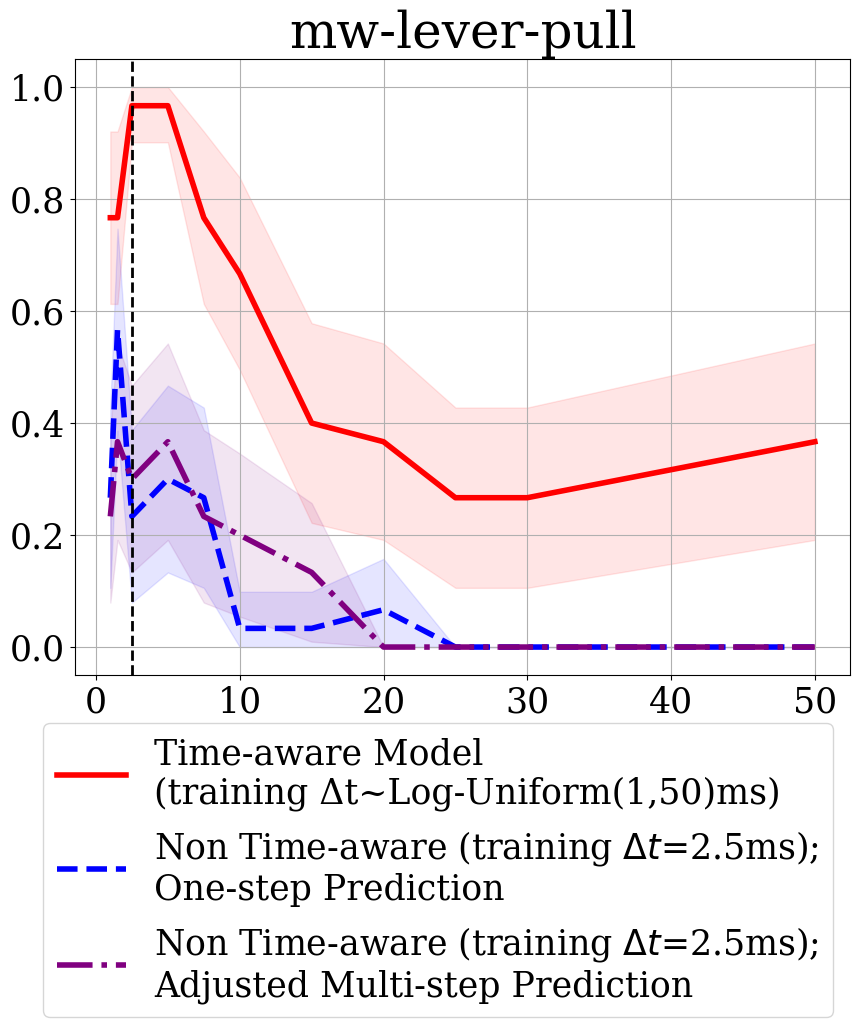 mw-lever-pull
1.0
0.8
0.6
0.4
0.2
0.0
0 10 20 30 40 50
Time-aware Model
(training Δt~Log-Uniform(1,50)ms)
Non Time-aware (training Δt=2.5ms);
One-step Prediction
Non Time-aware (training Δt=2.5ms);
Adjusted Multi-step Prediction